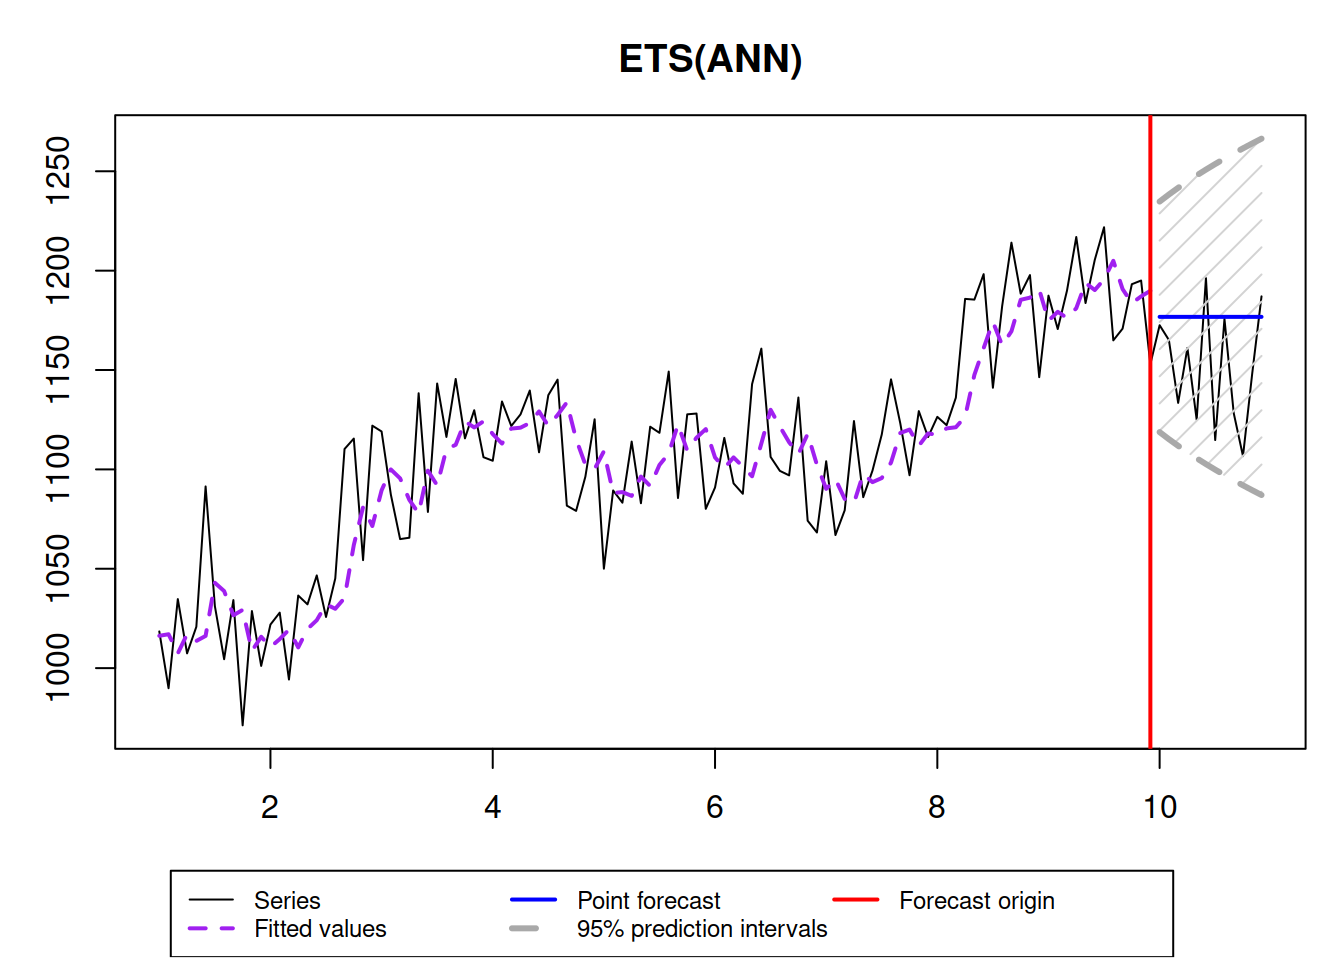 ETS(ANN)
1250
1200
1150
1100
1050
1000
2 4 6 8 10
Series Point forecast Forecast origin
Fitted values 95% prediction intervals